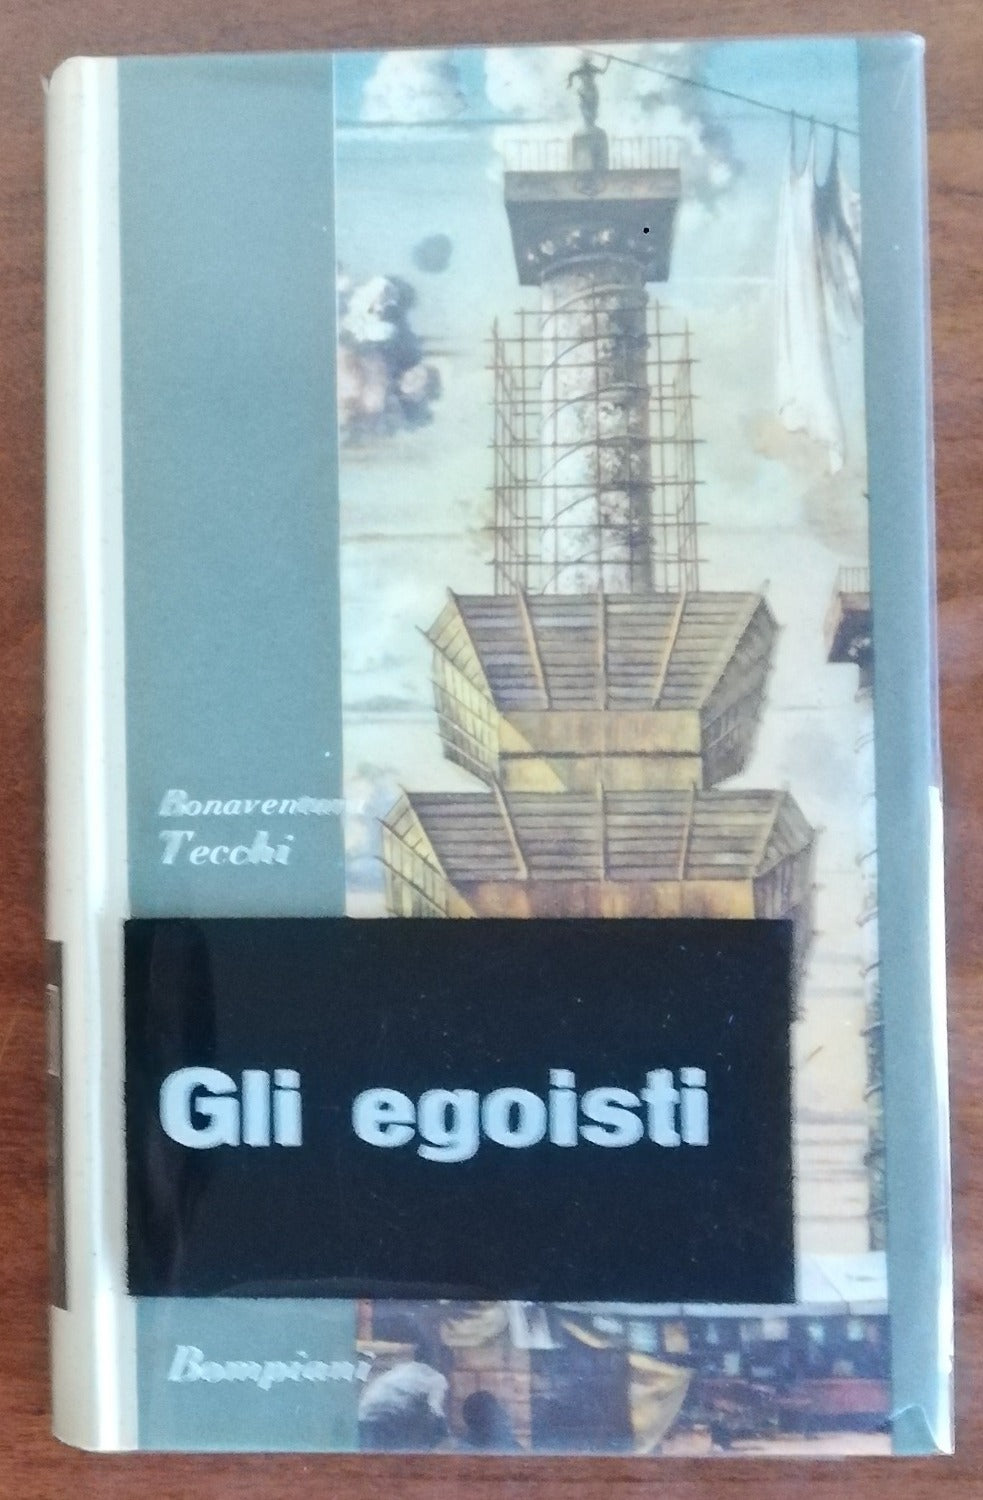 Bonaventura
Tecchi
Gli egoisti
Bompiani